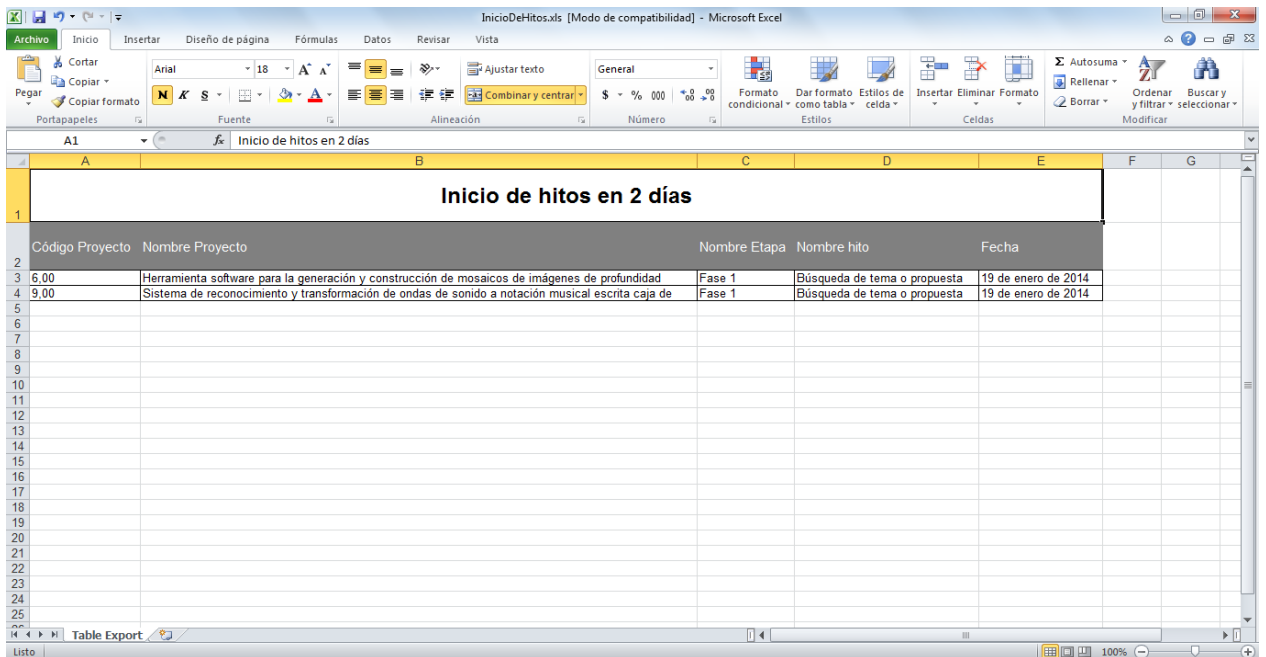 InicioDeHitos.xls [Modo de compatibilidad] - Microsoft Excel
Archivo Inicio Insertar Diseño de página Fórmulas Datos Revisar Vista
Pegar
Cortar
Copiar
Copiar formato
Portapapeles
Arial 18 A A
N K S A
Fuente
Ajustar texto
Combinar y centrar
Alineación
General
$ % 000
Número
Formato condicional
Dar formato como tabla
Estilos de celda
Estilos
Insertar Eliminar Formato
Celdas
Σ Autosuma
Rellenar
Borrar
Ordenar y filtrar
Buscar y seleccionar
Modificar
A1 fx Inicio de hitos en 2 días
A B C D E F G
1 Inicio de hitos en 2 días
2 Código Proyecto Nombre Proyecto Nombre Etapa Nombre hito Fecha
3 6,00 Herramienta software para la generación y construcción de mosaicos de imágenes de profundidad Fase 1 Búsqueda de tema o propuesta 19 de enero de 2014
4 9,00 Sistema de reconocimiento y transformación de ondas de sonido a notación musical escrita caja de Fase 1 Búsqueda de tema o propuesta 19 de enero de 2014
5
6
7
8
9
10
11
12
13
14
15
16
17
18
19
20
21
22
23
24
25
Table Export
Listo 100%